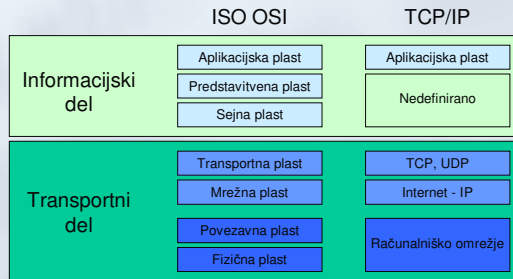 ISO OSI TCP/IP
Informacijski
del
Aplikacijska plast
Predstavitvena plast
Sejna plast
Aplikacijska plast
Nedefinirano
Transportni
del
Transportna plast
Mrežna plast
Povezavna plast
Fizična plast
TCP, UDP
Internet - IP
Računalniško omrežje